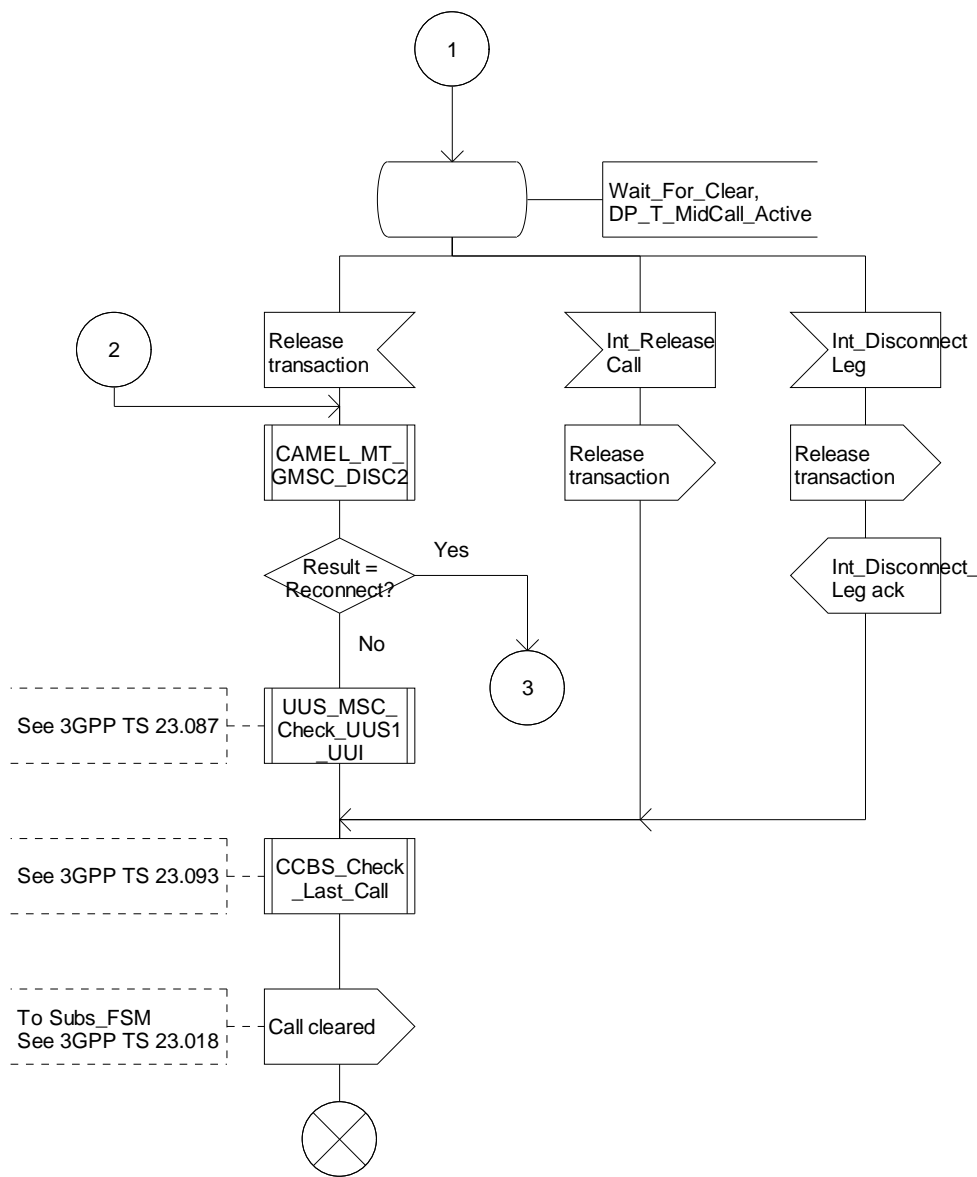 1
Wait_For_Clear,
DP_T_MidCall_Active
2
Release
transaction
Int_Release
Call
Int_Disconnect
Leg
CAMEL_MT_
GMSC_DISC2
Release
transaction
Release
transaction
Result =
Reconnect?
Yes
Int_Disconnect_
Leg ack
No
3
See 3GPP TS 23.087
UUS_MSC_
Check_UUS1
_UUI
See 3GPP TS 23.093
CCBS_Check
_Last_Call
To Subs_FSM
See 3GPP TS 23.018
Call cleared